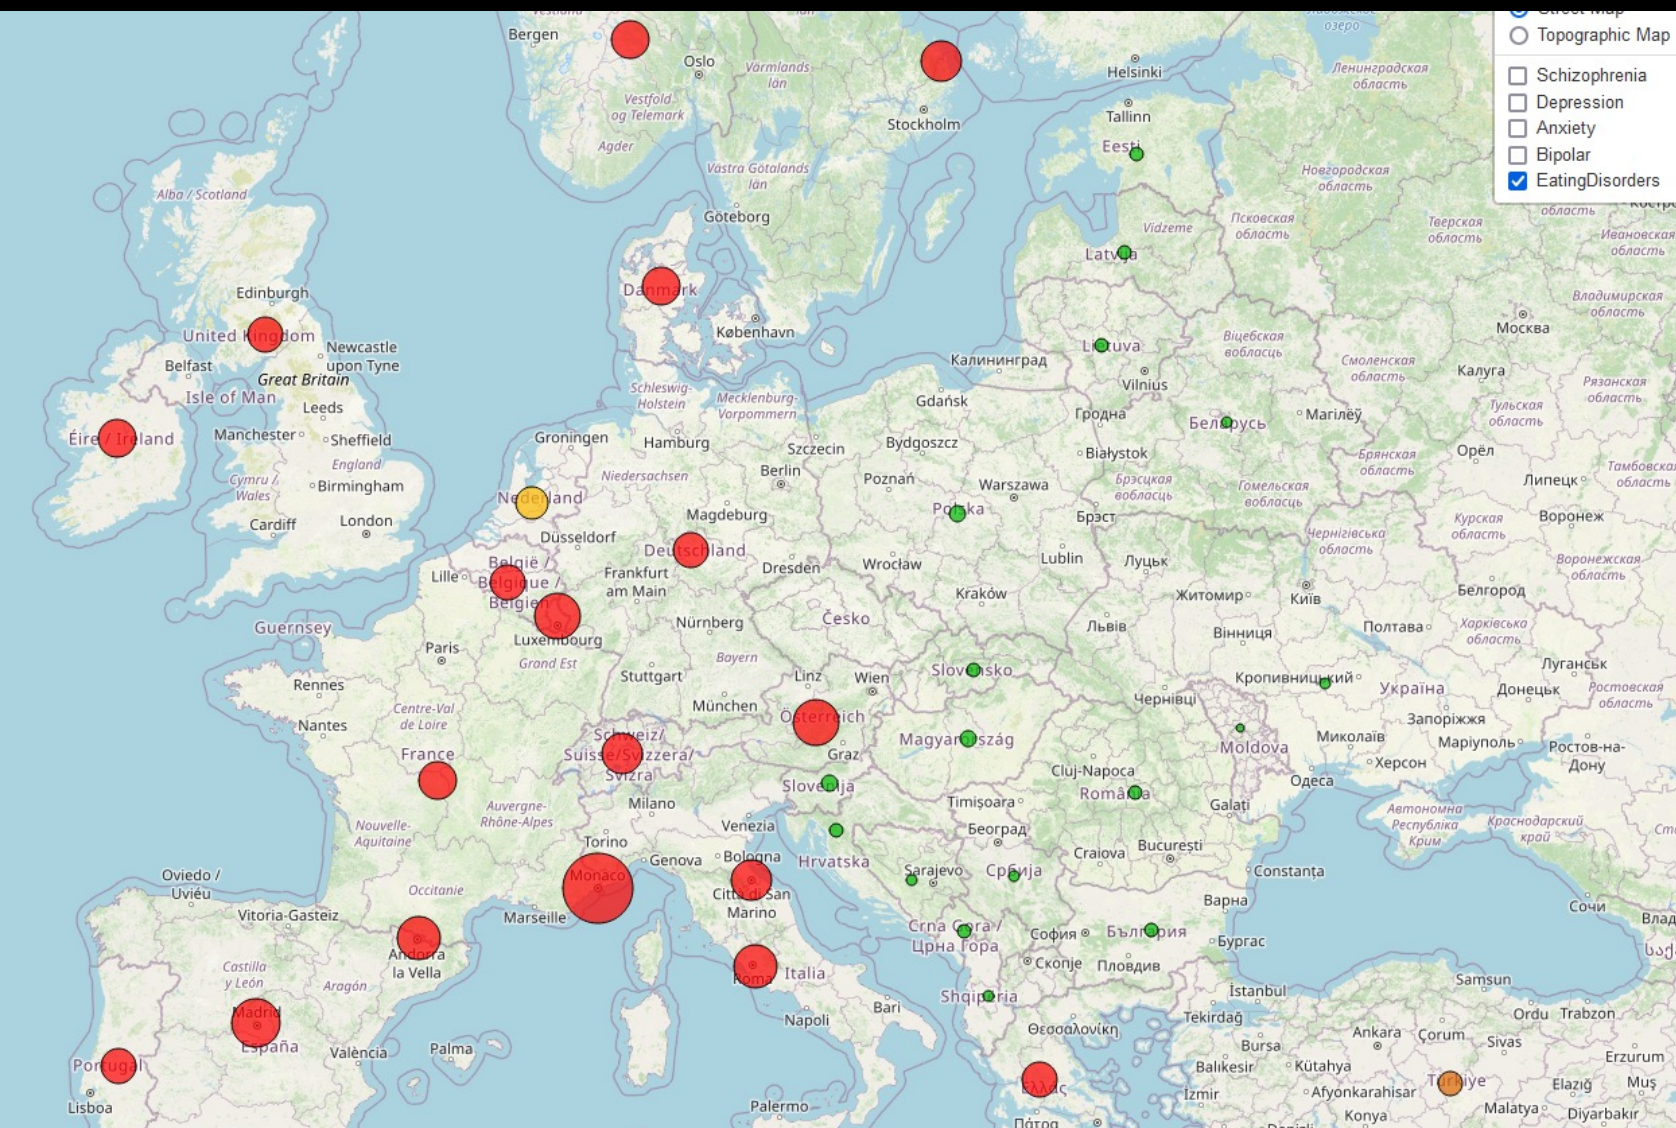 Bergen
Oslo
Värmlands
län
Vestfold
og Telemark
Agder
Stockholm
Helsinki
Tallinn
Eesti
Västra Götalands
län
Göteborg
Ленинградская
область
Новгородская
область
Псковская
область
Тверская
область
Ивановская
область
Topographic Map
Schizophrenia
Depression
Anxiety
Bipolar
EatingDisorders
Alba / Scotland
Edinburgh
United Kingdom
Newcastle
upon Tyne
Belfast
Great Britain
Isle of Man
Leeds
Manchester
Sheffield
Éire / Ireland
England
Cymru /
Wales
Birmingham
Cardiff
London
Guernsey
Danmark
København
Schleswig-
Holstein
Mecklenburg-
Vorpommern
Vidzeme
Latvija
Lietuva
Vilnius
Калининград
Віцебская
вобласць
Смоленская
область
Москва
Владимирская
область
Калуга
Рязанская
область
Тульская
область
Gdańsk
Гродна
Беларусь
Магілёў
Groningen
Hamburg
Szczecin
Bydgoszcz
Białystok
Брянская
область
Орёл
Тамбовская
область
Липецк
Nederland
Niedersachsen
Berlin
Poznań
Warszawa
Брэсцкая
вобласць
Гомельская
вобласць
Magdeburg
Polska
Брэст
Чернігівська
область
Курская
область
Воронеж
Düsseldorf
Deutschland
België /
Belgique /
Belgien
Lille
Frankfurt
am Main
Dresden
Wrocław
Lublin
Луцьк
Воронежская
область
Kraków
Житомир
Київ
Белгород
Luxembourg
Nürnberg
Česko
Львів
Вінниця
Полтава
Харківська
область
Paris
Grand Est
Bayern
Stuttgart
Linz
Wien
Slovensko
Кропивницький
Луганськ
Rennes
Чернівці
Україна
Донецьк
Ростовская
область
Nantes
Centre-Val
de Loire
München
Österreich
Graz
Magyarország
Moldova
Миколаїв
Запоріжжя
Маріуполь
Ростов-на-
Дону
Schweiz/
Suisse/Svizzera/
Svizra
France
Херсон
Одеса
Slovenija
Cluj-Napoca
România
Auvergne-
Rhône-Alpes
Milano
Timișoara
Galați
Автономна
Республіка
Крим
Краснодарский
край
Nouvelle-
Aquitaine
Torino
Venezia
Београд
Craiova
București
Genova
Bologna
Hrvatska
Sarajevo
Србија
Constanța
Oviedo /
Uviéu
Occitanie
Monaco
Città di San
Marino
Варна
Сочи
Vitoria-Gasteiz
Marseille
Crna Gora /
Црна Гора
София
България
Бургас
Andorra
la Vella
Скопје
Пловдив
Castilla
y León
Aragón
Roma
Italia
Shqipëria
İstanbul
Samsun
Madrid
España
València
Palma
Napoli
Bari
Θεσσαλονίκη
Tekirdağ
Bursa
Ankara
Çorum
Ordu
Trabzon
Sivas
Erzurum
Portugal
Lisboa
Palermo
Ελλάς
Πάτρα
Balıkesir
Kütahya
İzmir
Afyonkarahisar
Konya
Türkiye
Elazığ
Muş
Malatya
Diyarbakır